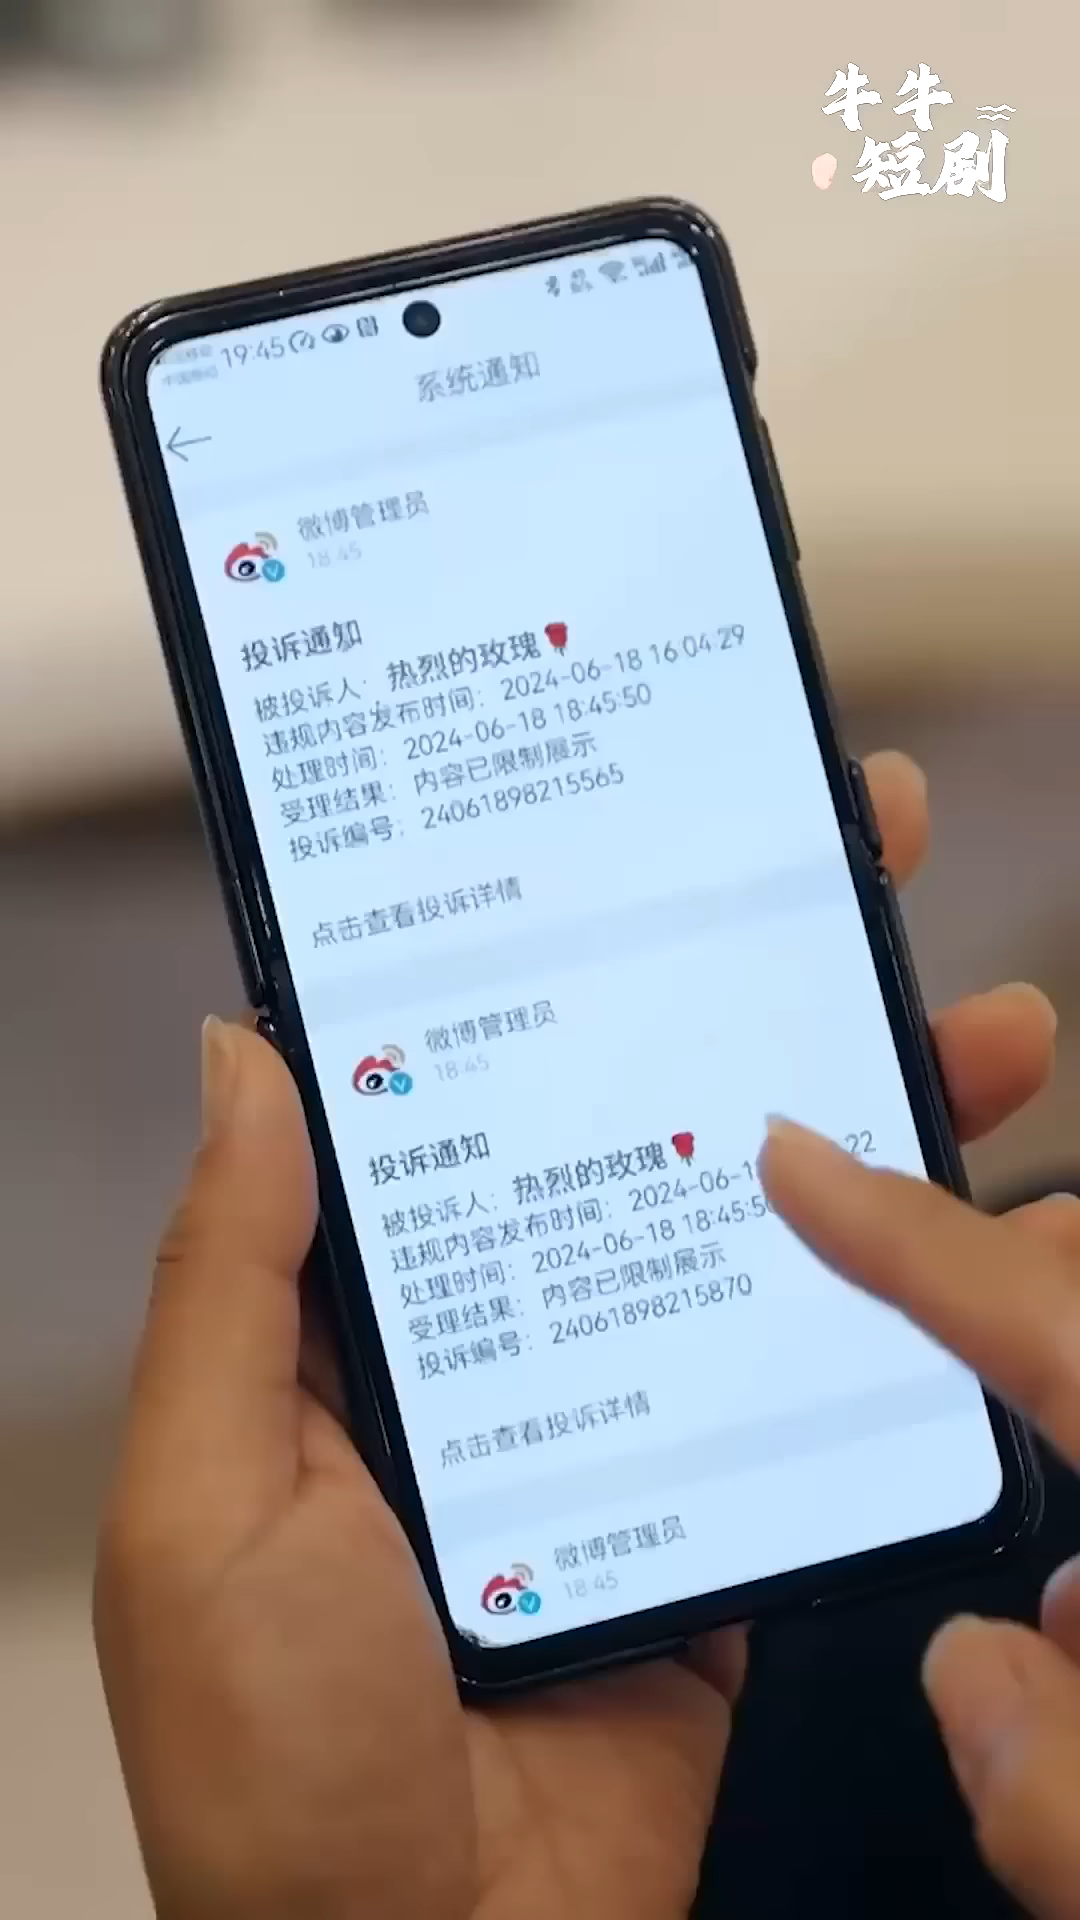 牛牛
短剧
19:45
系统通知
微博管理员
18:45
投诉通知
被投诉人：热烈的玫瑰🌹
违规内容发布时间：2024-06-18 16:04:29
处理时间：2024-06-18 18:45:50
受理结果：内容已限制展示
投诉编号：24061898215565
点击查看投诉详情
微博管理员
18:45
投诉通知
被投诉人：热烈的玫瑰🌹
违规内容发布时间：2024-06-1 22
处理时间：2024-06-18 18:45:50
受理结果：内容已限制展示
投诉编号：24061898215870
点击查看投诉详情
微博管理员
18:45